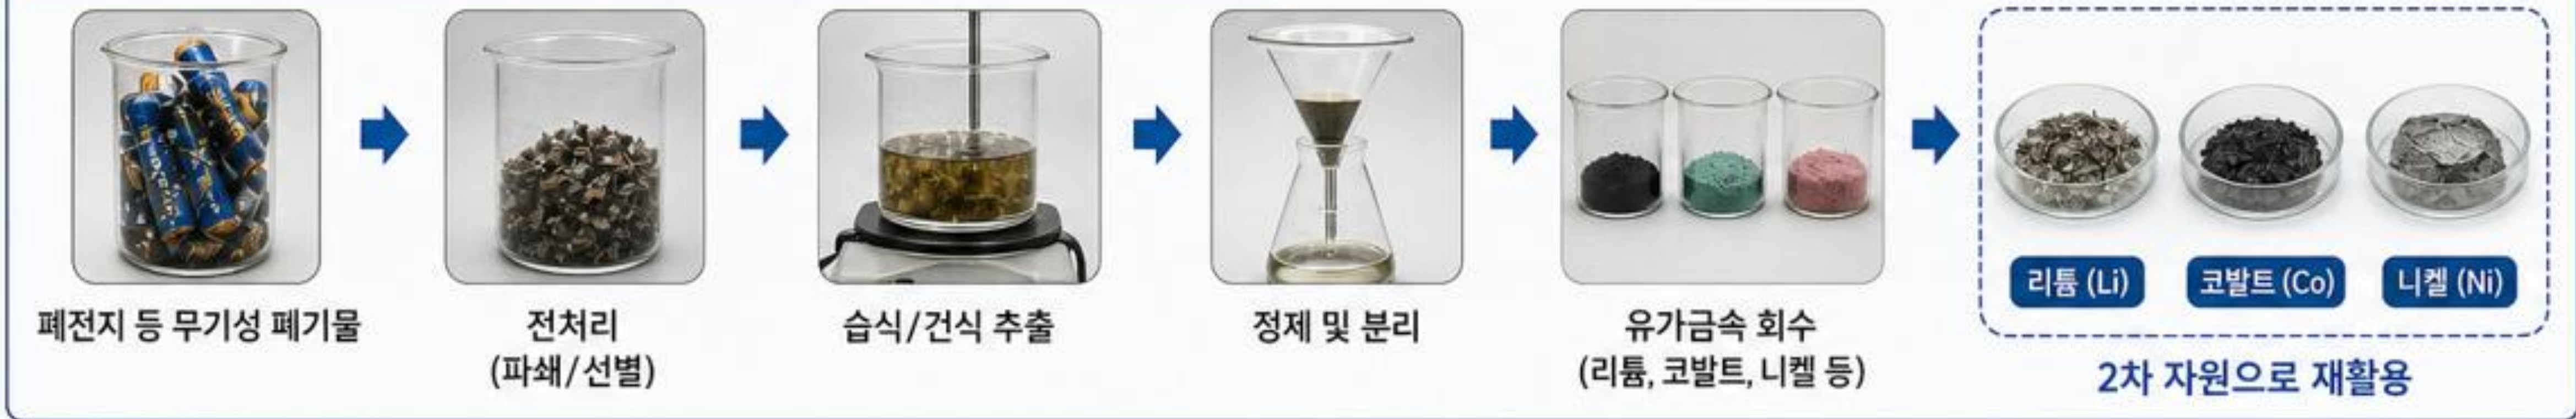 폐전지 등 무기성 폐기물
전처리
(파쇄/선별)
습식/건식 추출
정제 및 분리
유가금속 회수
(리튬, 코발트, 니켈 등)
리튬 (Li)
코발트 (Co)
니켈 (Ni)
2차 자원으로 재활용